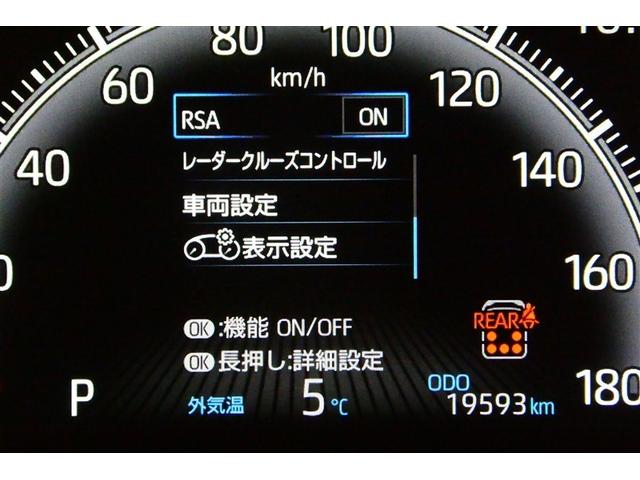 80
100
km/h
60
120
RSA ON
40
レーダークルーズコントロール
140
車両設定
表示設定
160
OK:機能 ON/OFF
REAR
OK長押し:詳細設定
P
外気温 5℃
ODO
19593km
180